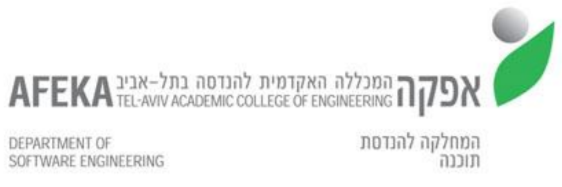 אפקה המכללה האקדמית להנדסה בתל-אביב
AFEKA TEL-AVIV ACADEMIC COLLEGE OF ENGINEERING
המחלקה להנדסת
תוכנה
DEPARTMENT OF
SOFTWARE ENGINEERING